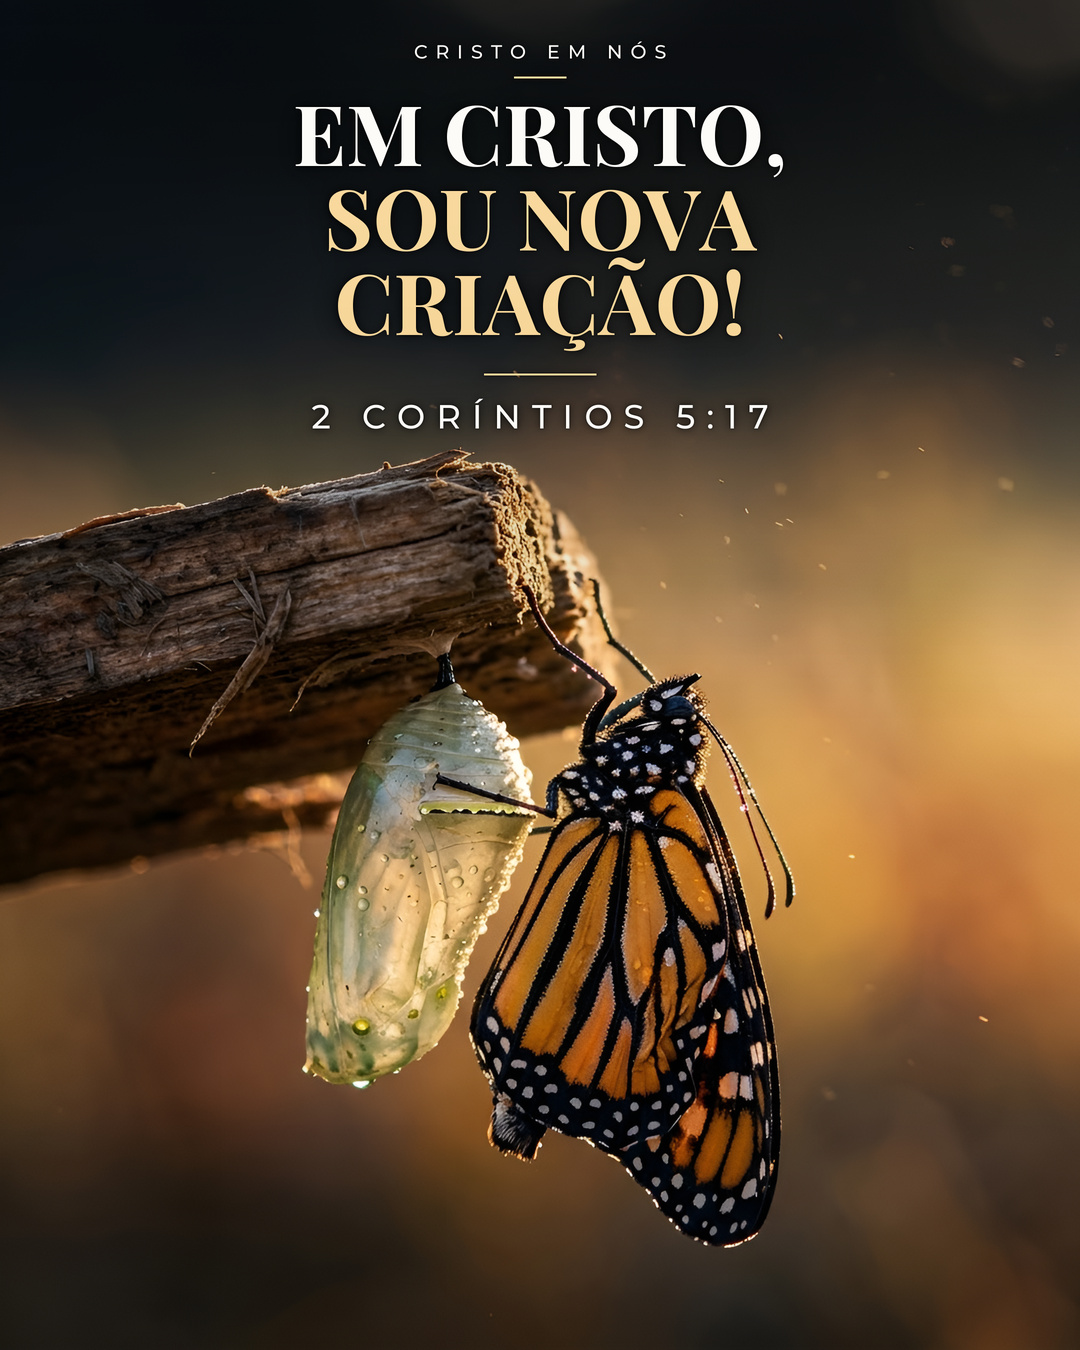 CRISTO EM NÓS
EM CRISTO,
SOU NOVA
CRIAÇÃO!
2 CORÍNTIOS 5:17